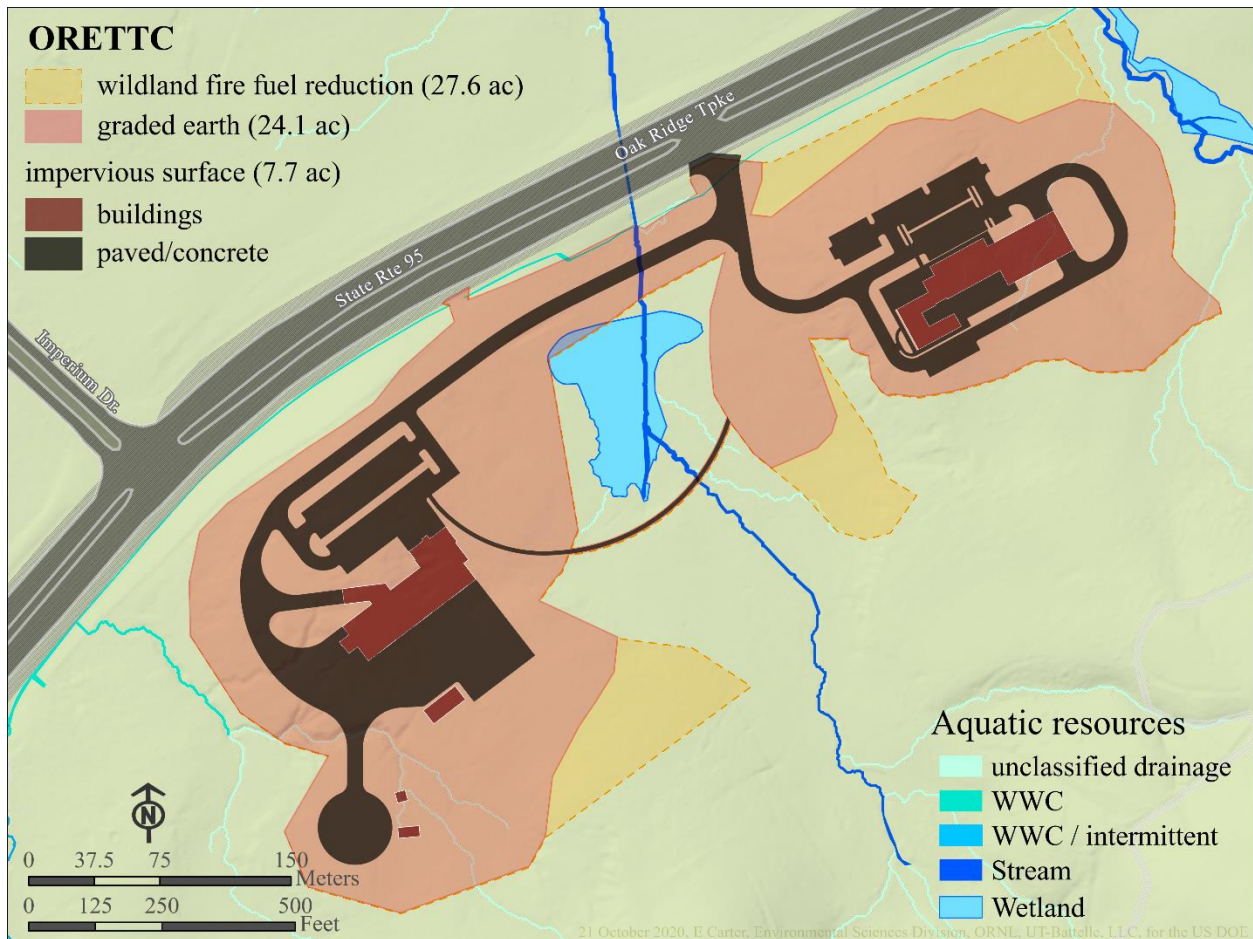 ORETTC
wildland fire fuel reduction (27.6 ac)
graded earth (24.1 ac)
impervious surface (7.7 ac)
buildings
paved/concrete
Oak Ridge Tpke
State Rte 95
Imperium Dr.
N
0 37.5 75 150
Meters
0 125 250 500
Feet
Aquatic resources
unclassified drainage
WWC
WWC / intermittent
Stream
Wetland
21 October 2020, E Carter, Environmental Sciences Division, ORNL, UT-Battelle, LLC, for the US DOE